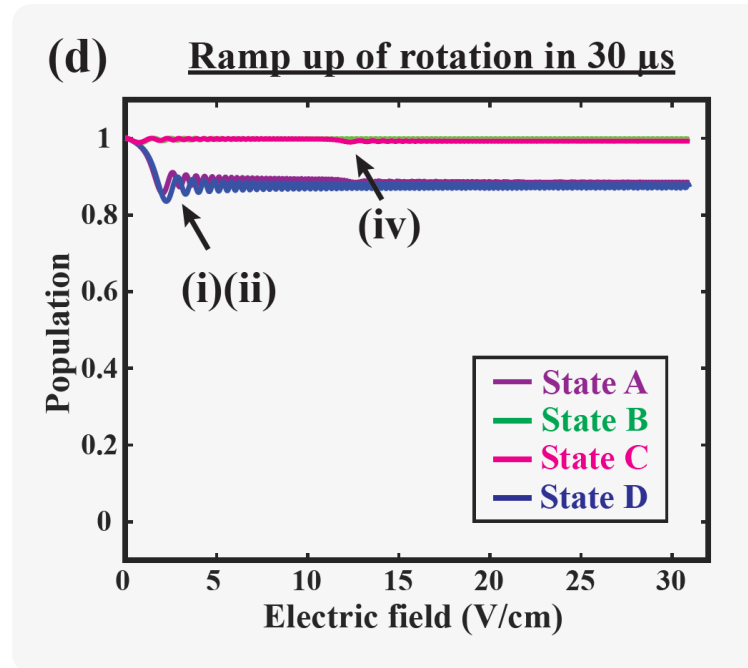 (d) Ramp up of rotation in 30 µs
1
0.8
0.6
0.4
0.2
0
Population
(iv)
(i)(ii)
State A
State B
State C
State D
0 5 10 15 20 25 30
Electric field (V/cm)